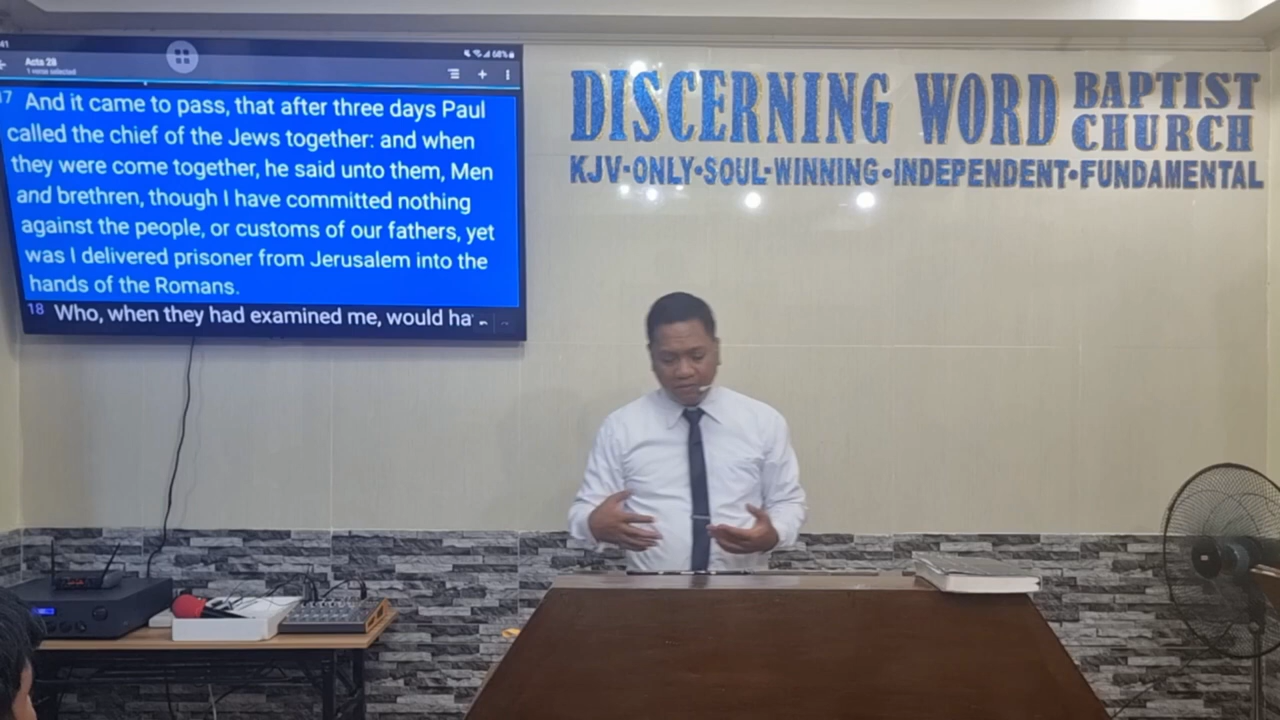 41
68%
Acts 28
1 verse selected
17 And it came to pass, that after three days Paul
called the chief of the Jews together: and when
they were come together, he said unto them, Men
and brethren, though I have committed nothing
against the people, or customs of our fathers, yet
was I delivered prisoner from Jerusalem into the
hands of the Romans.
18 Who, when they had examined me, would ha
DISCERNING WORD BAPTIST
CHURCH
KJV-ONLY•SOUL-WINNING•INDEPENDENT•FUNDAMENTAL